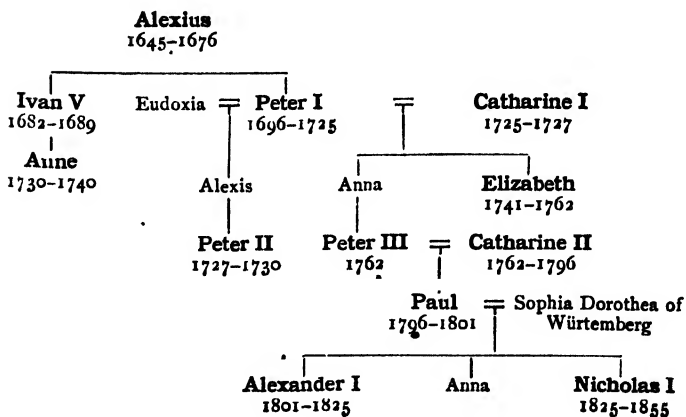 Alexius
1645–1676
Ivan V Eudoxia = Peter I = Catharine I
1682–1689 1696–1725 1725–1727
Anne
1730–1740
Alexis Anna Elizabeth
1741–1762
Peter II Peter III = Catharine II
1727–1730 1762 1762–1796
Paul = Sophia Dorothea of
1796–1801 Würtemberg
Alexander I Anna Nicholas I
1801–1825 1825–1855